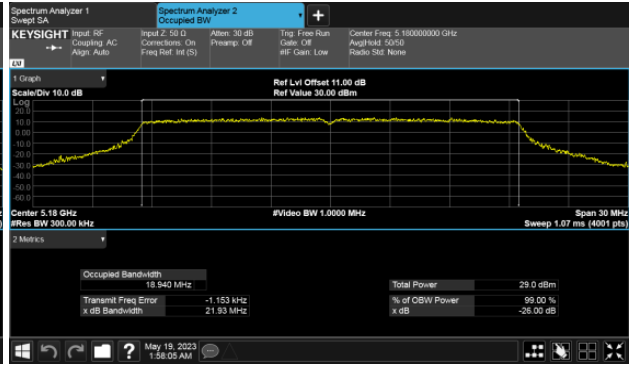 Spectrum Analyzer 1
Swept SA
Spectrum Analyzer 2
Occupied BW
+
KEYSIGHT
Input: RF
Coupling: AC
Align: Auto
Input Z: 50 Ω
Corrections: On
Freq Ref: Int (S)
Atten: 30 dB
Preamp: Off
Trig: Free Run
Gate: Off
#IF Gain: Low
Center Freq: 5.180000000 GHz
Avg|Hold: 50/50
Radio Std: None
LXI
1 Graph
Scale/Div 10.0 dB
Ref Lvl Offset 11.00 dB
Ref Value 30.00 dBm
Log
20.0
10.0
0.00
-10.0
-20.0
-30.0
-40.0
-50.0
-60.0
Center 5.18 GHz
#Res BW 300.00 kHz
#Video BW 1.0000 MHz
Span 30 MHz
Sweep 1.07 ms (4001 pts)
2 Metrics
Occupied Bandwidth
18.940 MHz
Transmit Freq Error -1.153 kHz
x dB Bandwidth 21.93 MHz
Total Power 29.0 dBm
% of OBW Power 99.00 %
x dB -26.00 dB
?
May 19, 2023
1:58:05 AM